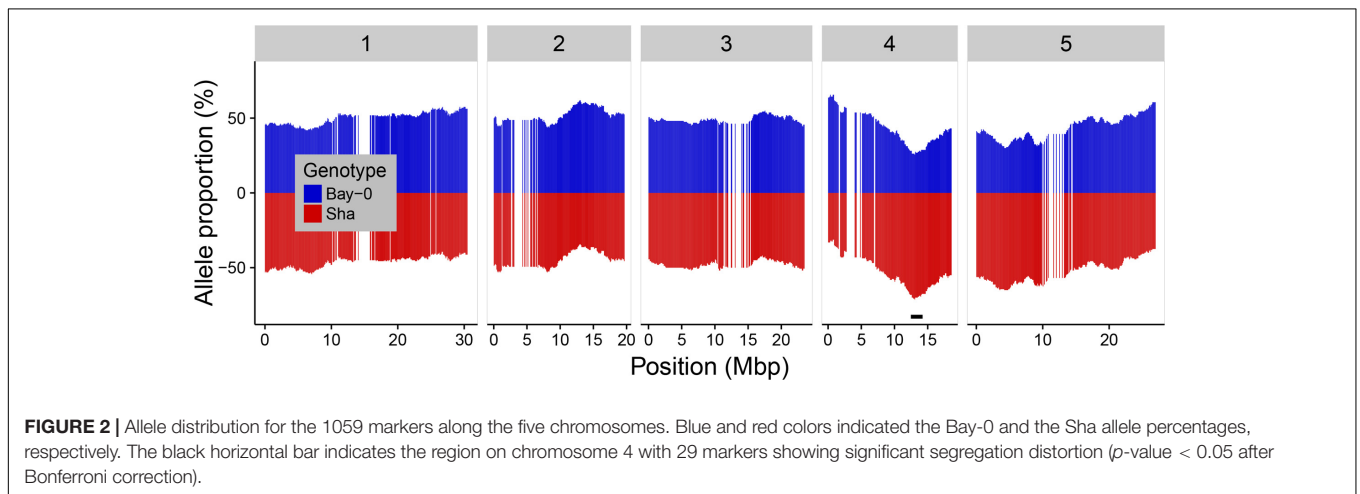 1 2 3 4 5
Allele proportion (%)
50
0
−50
Genotype
Bay−0
Sha
0 10 20 30 0 5 10 15 20 0 5 10 15 20 0 5 10 15 0 10 20
Position (Mbp)
FIGURE 2 | Allele distribution for the 1059 markers along the five chromosomes. Blue and red colors indicated the Bay-0 and the Sha allele percentages,
respectively. The black horizontal bar indicates the region on chromosome 4 with 29 markers showing significant segregation distortion (p-value < 0.05 after
Bonferroni correction).